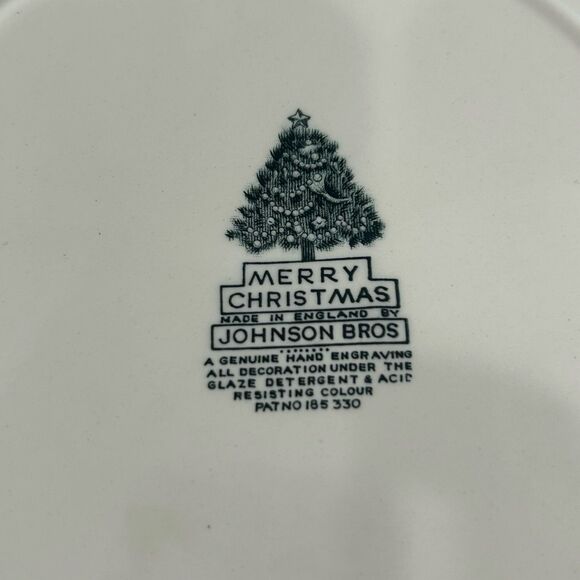 MERRY
CHRISTMAS
MADE IN ENGLAND BY
JOHNSON BROS
A GENUINE HAND ENGRAVING
ALL DECORATION UNDER THE
GLAZE DETERGENT & ACID
RESISTING COLOUR
PAT NO 185 330